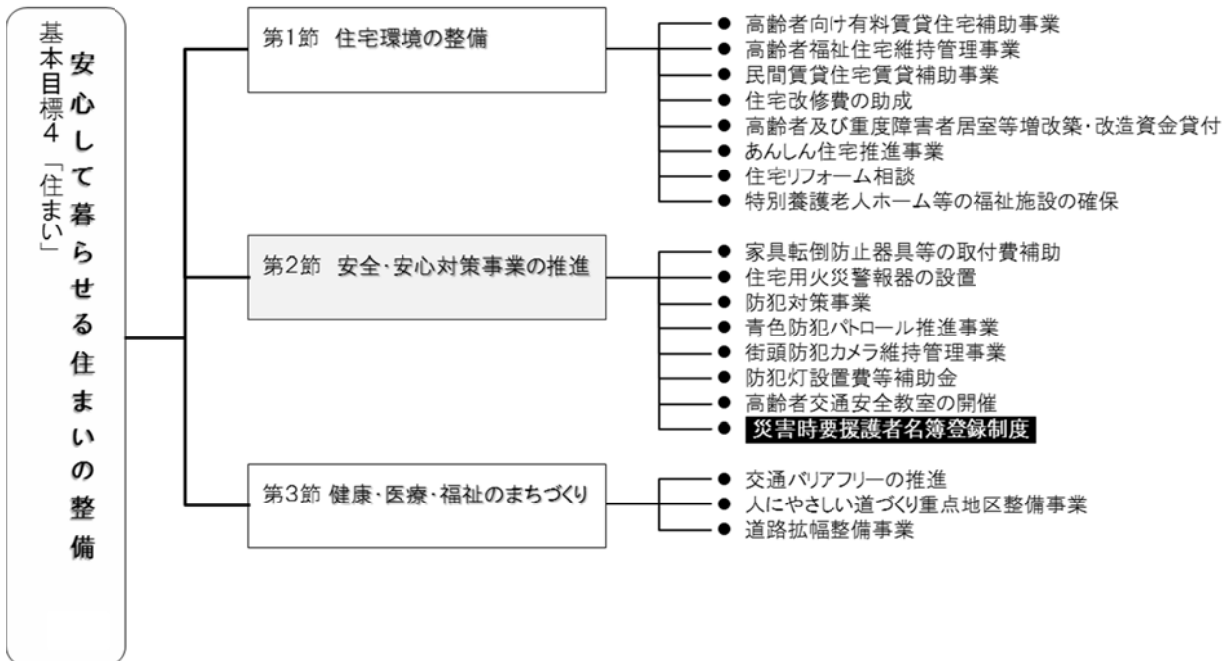 基本目標4 「住まい」
安心して暮らせる住まいの整備
第1節 住宅環境の整備
● 高齢者向け有料賃貸住宅補助事業
● 高齢者福祉住宅維持管理事業
● 民間賃貸住宅賃貸補助事業
● 住宅改修費の助成
● 高齢者及び重度障害者居室等増改築・改造資金貸付
● あんしん住宅推進事業
● 住宅リフォーム相談
● 特別養護老人ホーム等の福祉施設の確保
第2節 安全・安心対策事業の推進
● 家具転倒防止器具等の取付費補助
● 住宅用火災警報器の設置
● 防犯対策事業
● 青色防犯パトロール推進事業
● 街頭防犯カメラ維持管理事業
● 防犯灯設置費等補助金
● 高齢者交通安全教室の開催
● 災害時要援護者名簿登録制度
第3節 健康・医療・福祉のまちづくり
● 交通バリアフリーの推進
● 人にやさしい道づくり重点地区整備事業
● 道路拡幅整備事業